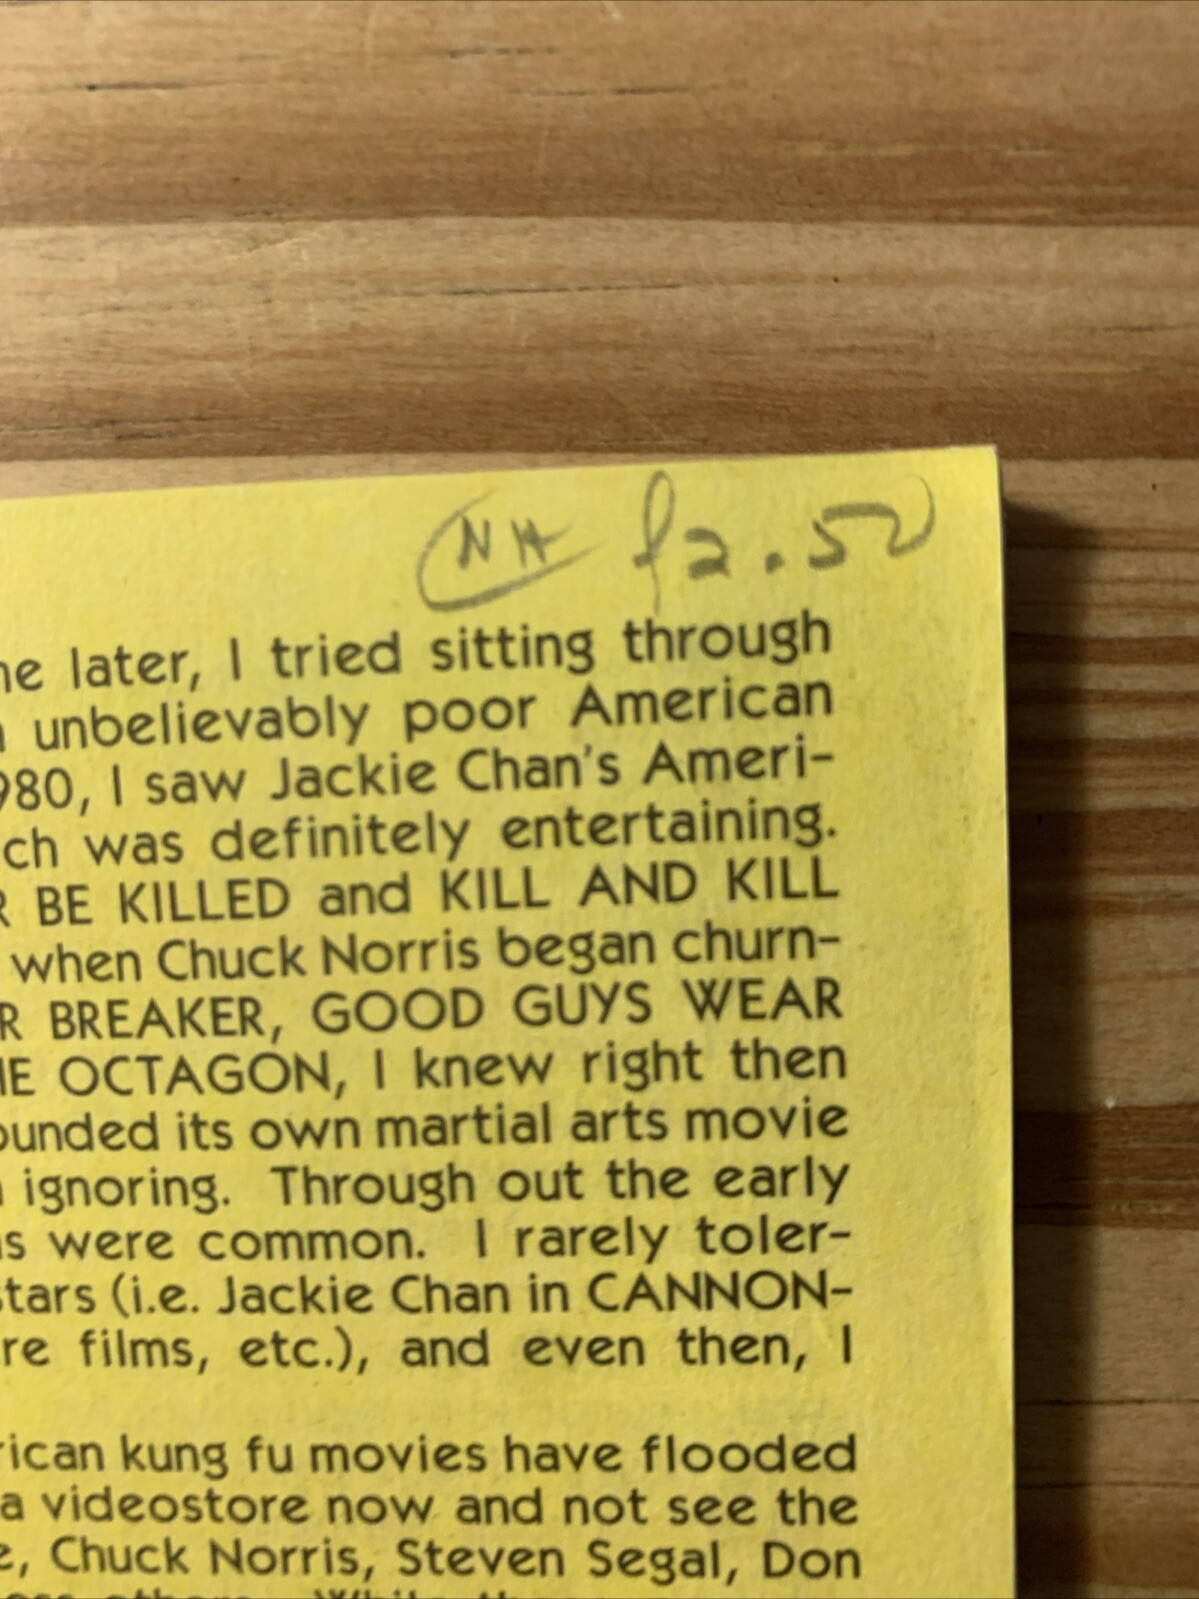 NH £2.50
later, I tried sitting through
unbelievably poor American
980, I saw Jackie Chan's Ameri-
ch was definitely entertaining.
R BE KILLED and KILL AND KILL
when Chuck Norris began churn-
R BREAKER, GOOD GUYS WEAR
OCTAGON, I knew right then
ounded its own martial arts movie
ignoring. Through out the early
s were common. I rarely toler-
stars (i.e. Jackie Chan in CANNON-
re films, etc.), and even then, I
rican kung fu movies have flooded
a videostore now and not see the
e, Chuck Norris, Steven Segal, Don